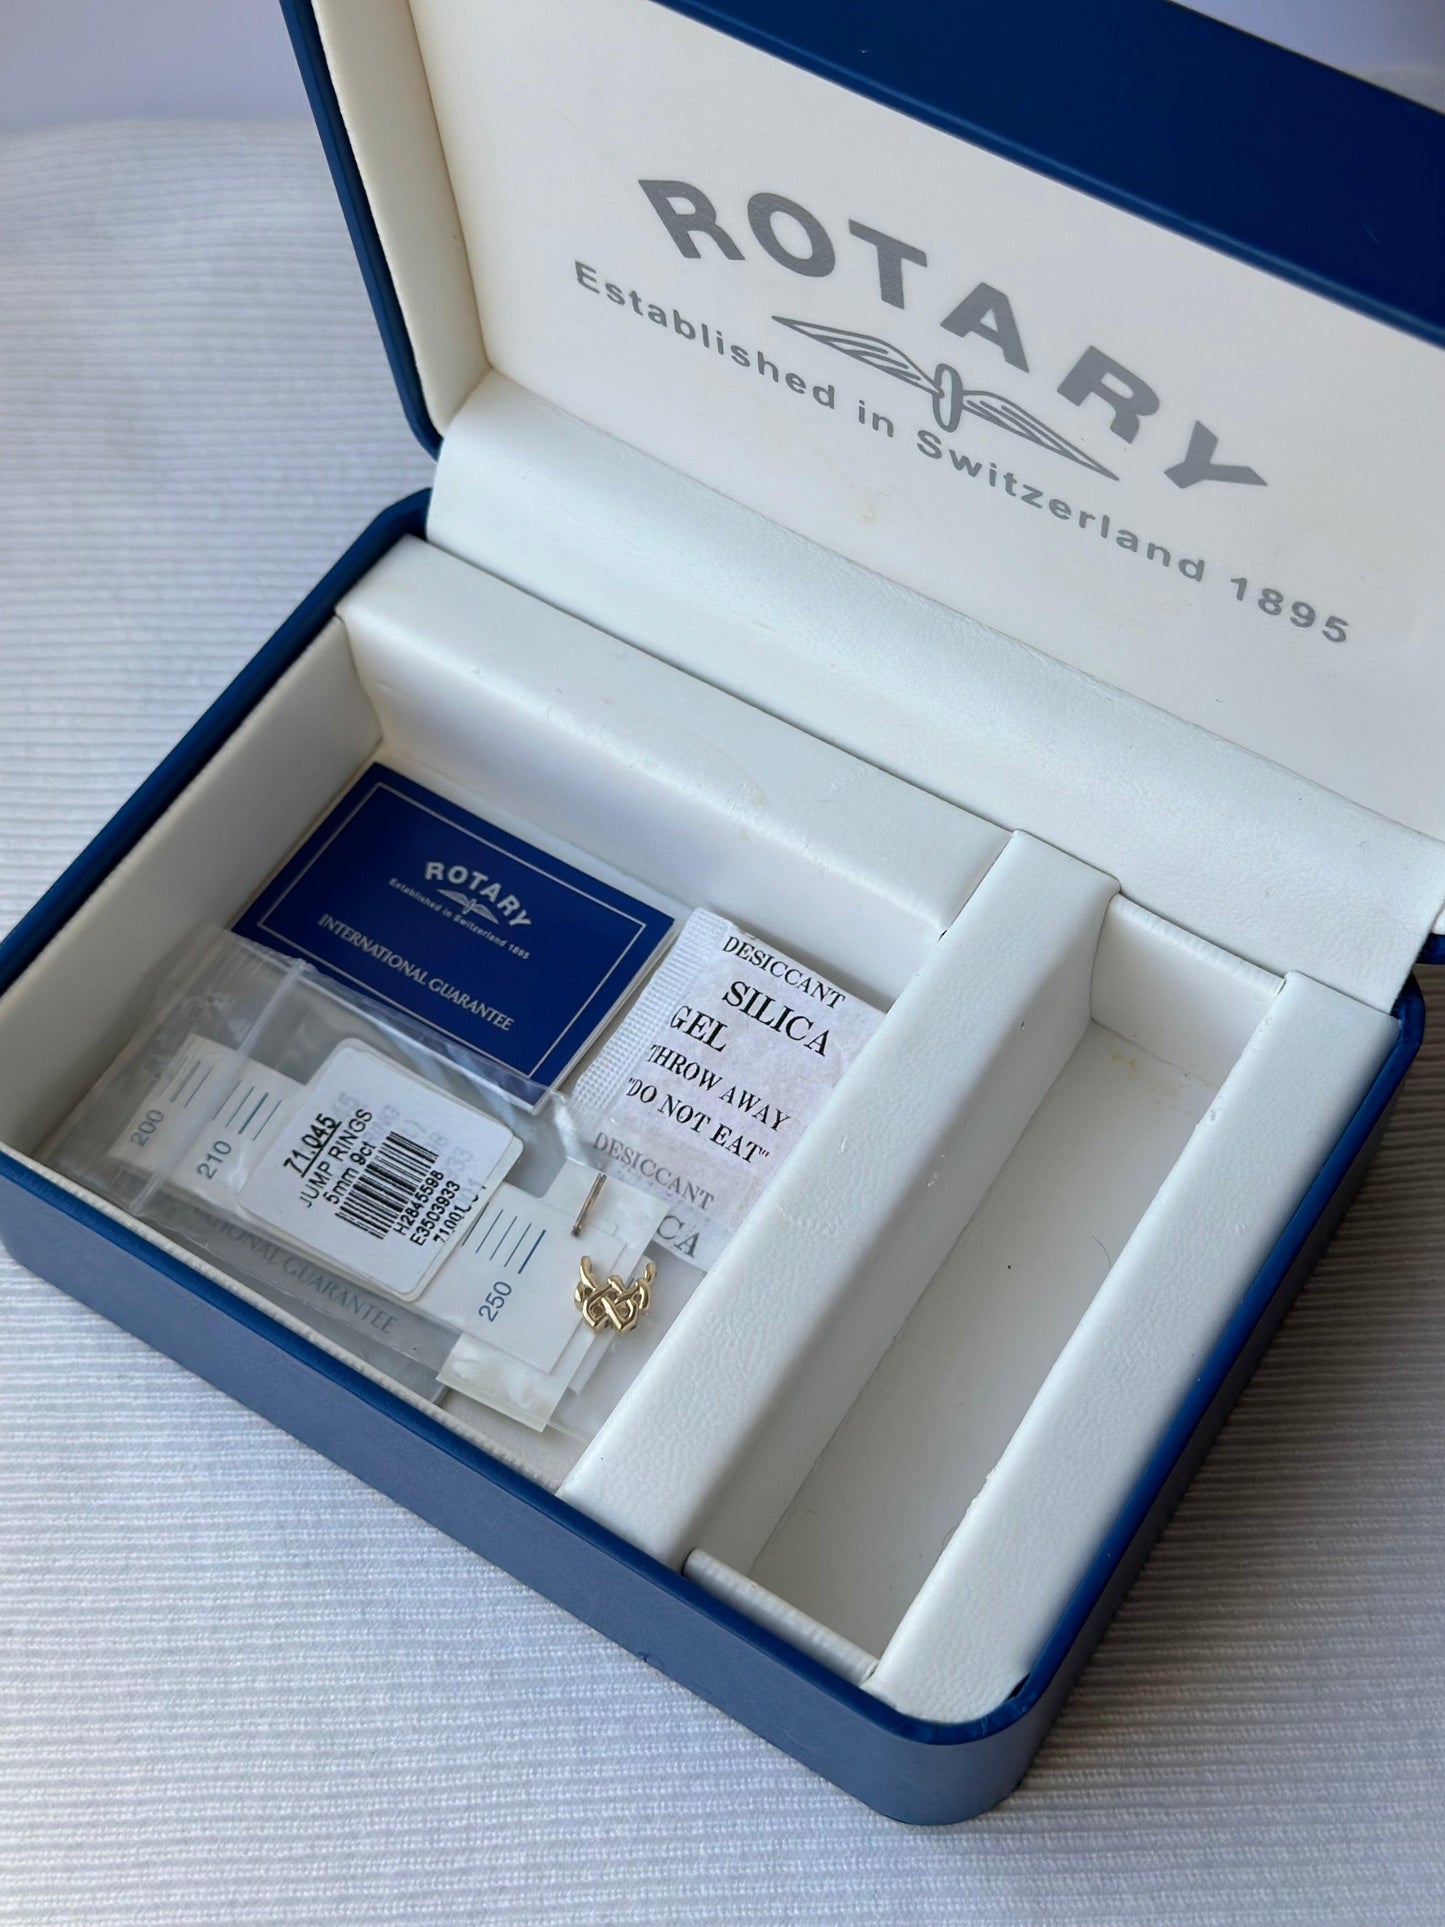 ROTARY
Established in Switzerland 1895
ROTARY
Established in Switzerland 1895
INTERNATIONAL GUARANTEE
DESICCANT
SILICA
GEL
"THROW AWAY
"DO NOT EAT"
DESICCANT
200
210
71.045
JUMP RINGS
5mm 9ct
H2845598
E3503933
250
GUARANTEE